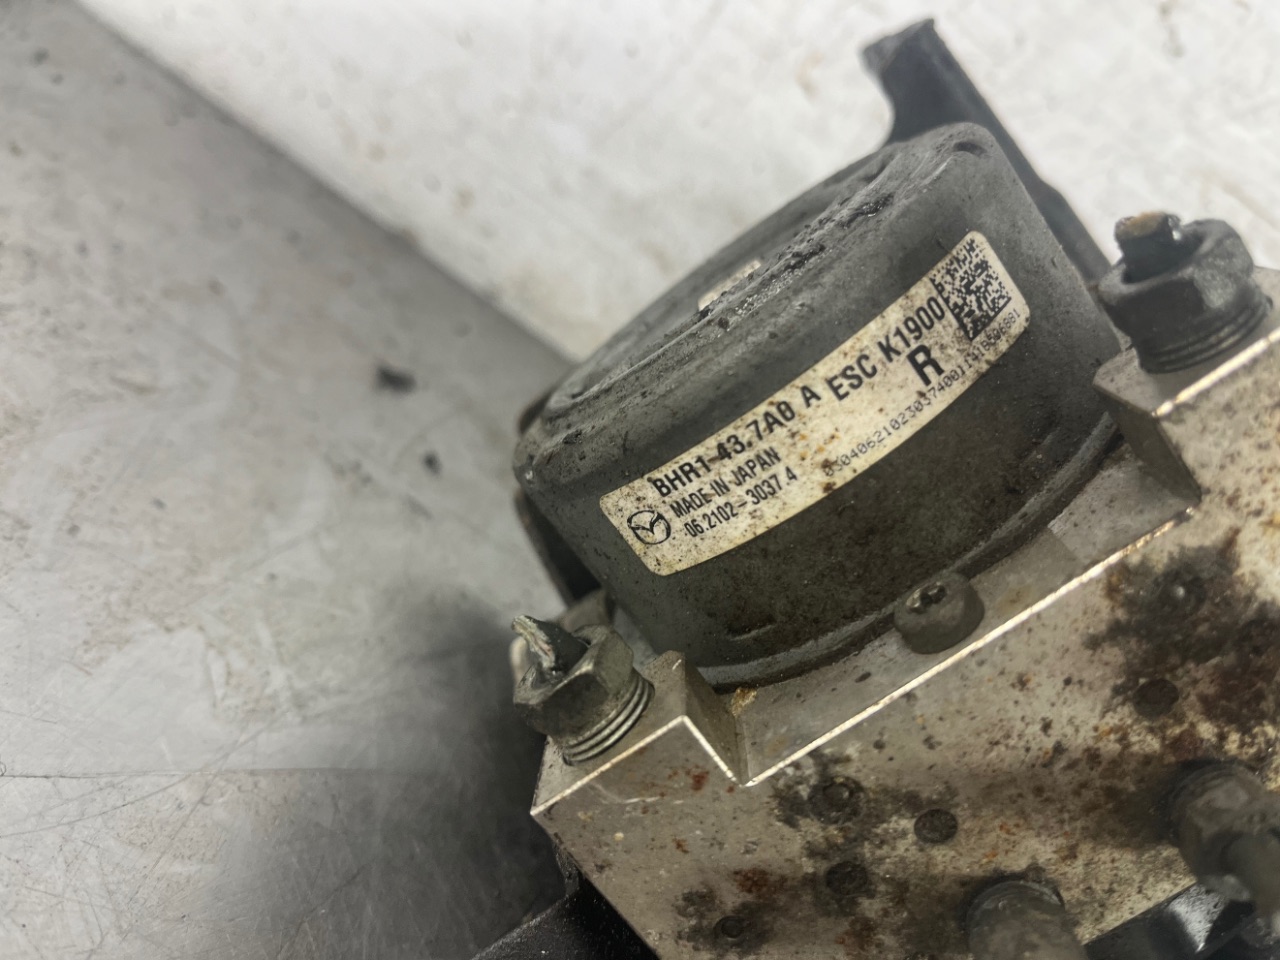 BHR1-43.7A0 A ESC K1900
MADE IN JAPAN R
06.2102-3037.4